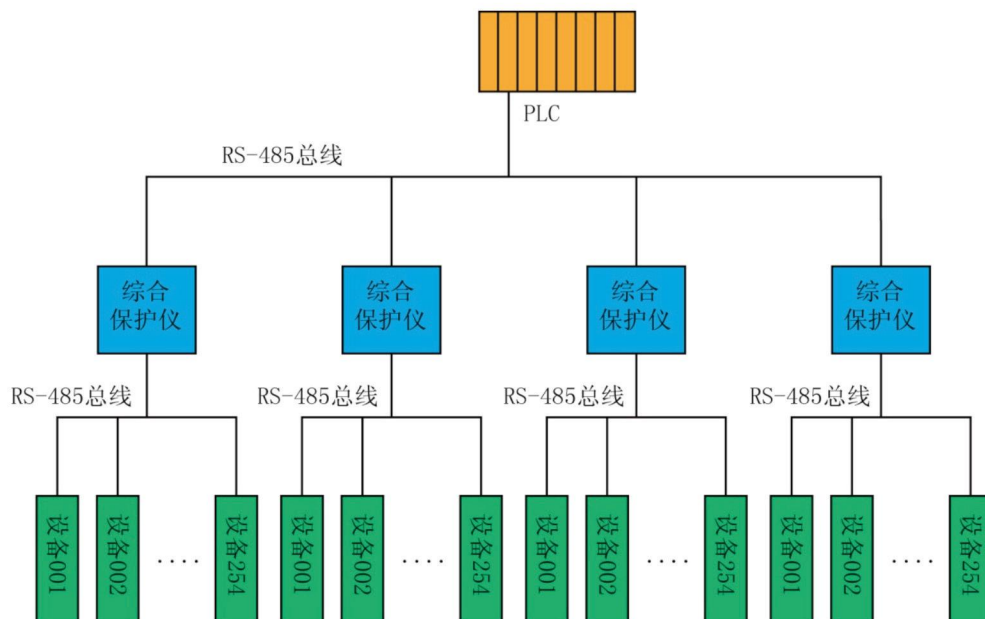 PLC
RS-485总线
综合
保护仪
综合
保护仪
综合
保护仪
综合
保护仪
RS-485总线
RS-485总线
RS-485总线
RS-485总线
设备001
设备002
....
设备254
设备001
设备002
....
设备254
设备001
设备002
....
设备254
设备001
设备002
....
设备254